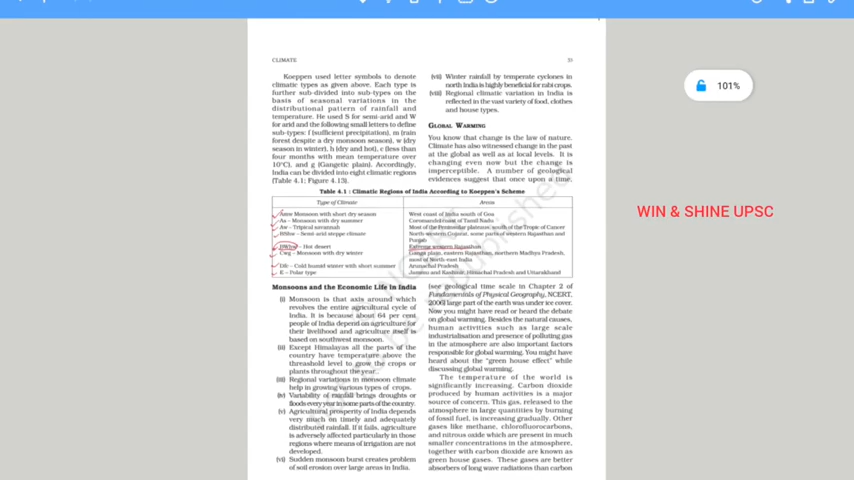 CLIMATE
Koeppen used letter symbols to denote
climatic types as given above. Each type is
further sub-divided into sub-types on the
basis of seasonal variations in the
distributional pattern of rainfall and
temperature. He used S for semi-arid and W
for arid and the following small letters to define
sub-types: f (sufficient precipitation), m (rain
forest despite a dry monsoon season), w (dry
season in winter), h (dry and hot), c (less than
four months with mean temperature over
10°C), and g (Gangetic plain). Accordingly,
India can be divided into eight climatic regions
(Table 4.1; Figure 4.13).
(vii) Winter rainfall by temperate cyclones in
north India is highly beneficial for rabi crops.
(viii) Regional climatic variation in India is
reflected in the vast variety of food, clothes
and house types.
GLOBAL WARMING
You know that change is the law of nature.
Climate has also witnessed change in the past
at the global as well as at local levels. It is
changing even now but the change is
imperceptible. A number of geological
evidences suggest that once upon a time,
Table 4.1 : Climatic Regions of India According to Koeppen's Scheme
Type of Climate Areas
Amw Monsoon with short dry season West coast of India south of Goa
As – Monsoon with dry summer Coromandel coast of Tamil Nadu
Aw – Tropical savannah Most of the Peninsular plateaus, south of the Tropic of Cancer
BShw – Semi-arid steppe climate North-western Gujarat, some parts of western Rajasthan and
Punjab
BWhw – Hot desert Extreme western Rajasthan
Cwg – Monsoon with dry winter Ganga plain, eastern Rajasthan, northern Madhya Pradesh,
most of North-east India
Dfc – Cold humid winter with short summer Arunachal Pradesh
E – Polar type Jammu and Kashmir, Himachal Pradesh and Uttarakhand
Monsoons and the Economic Life in India
(i) Monsoon is that axis around which
revolves the entire agricultural cycle of
India. It is because about 64 per cent
people of India depend on agriculture for
their livelihood and agriculture itself is
based on southwest monsoon.
(ii) Except Himalayas all the parts of the
country have temperature above the
threshold level to grow the crops or
plants throughout the year.
(iii) Regional variations in monsoon climate
help in growing various types of crops.
(iv) Variability of rainfall brings droughts or
floods every year in some parts of the country.
(v) Agricultural prosperity of India depends
very much on timely and adequately
distributed rainfall. If it fails, agriculture
is adversely affected particularly in those
regions where means of irrigation are not
developed.
(vi) Sudden monsoon burst creates problem
of soil erosion over large areas in India.
(see geological time scale in Chapter 2 of
Fundamentals of Physical Geography, NCERT,
2006) large part of the earth was under ice cover.
Now you might have read or heard the debate
on global warming. Besides the natural causes,
human activities such as large scale
industrialisation and presence of polluting gas
in the atmosphere are also important factors
responsible for global warming. You might have
heard about the "green house effect" while
discussing global warming.
The temperature of the world is
significantly increasing. Carbon dioxide
produced by human activities is a major
source of concern. This gas, released to the
atmosphere in large quantities by burning
of fossil fuel, is increasing gradually. Other
gases like methane, chlorofluorocarbons,
and nitrous oxide which are present in much
smaller concentrations in the atmosphere,
together with carbon dioxide are known as
green house gases. These gases are better
absorbers of long wave radiations than carbon
101%
WIN & SHINE UPSC